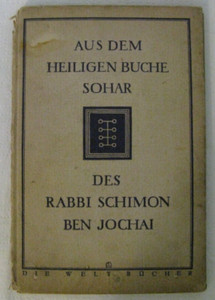 AUS DEM
HEILIGEN BUCHE
SOHAR
DES
RABBI SCHIMON
BEN JOCHAI
DIE WELT-BÜCHER